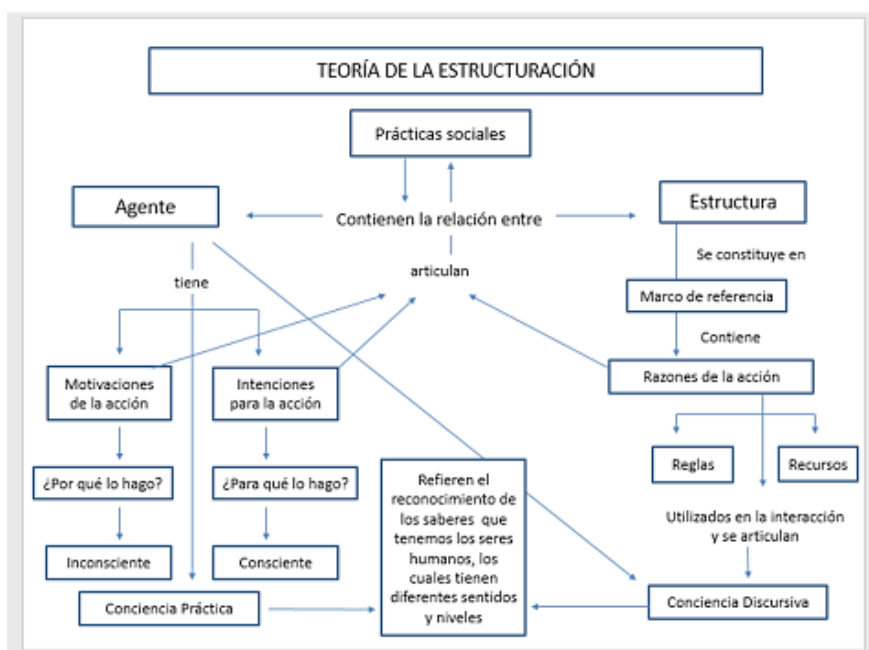 TEORÍA DE LA ESTRUCTURACIÓN
Prácticas sociales
Agente
Contienen la relación entre
Estructura
articulan
Se constituye en
tiene
Marco de referencia
Contiene
Motivaciones
de la acción
Intenciones
para la acción
Razones de la acción
¿Por qué lo hago?
¿Para qué lo hago?
Refieren el
reconocimiento de
los saberes que
tenemos los seres
humanos, los
cuales tienen
diferentes sentidos
y niveles
Reglas
Recursos
Utilizados en la interacción
y se articulan
Inconsciente
Consciente
Conciencia Práctica
Conciencia Discursiva